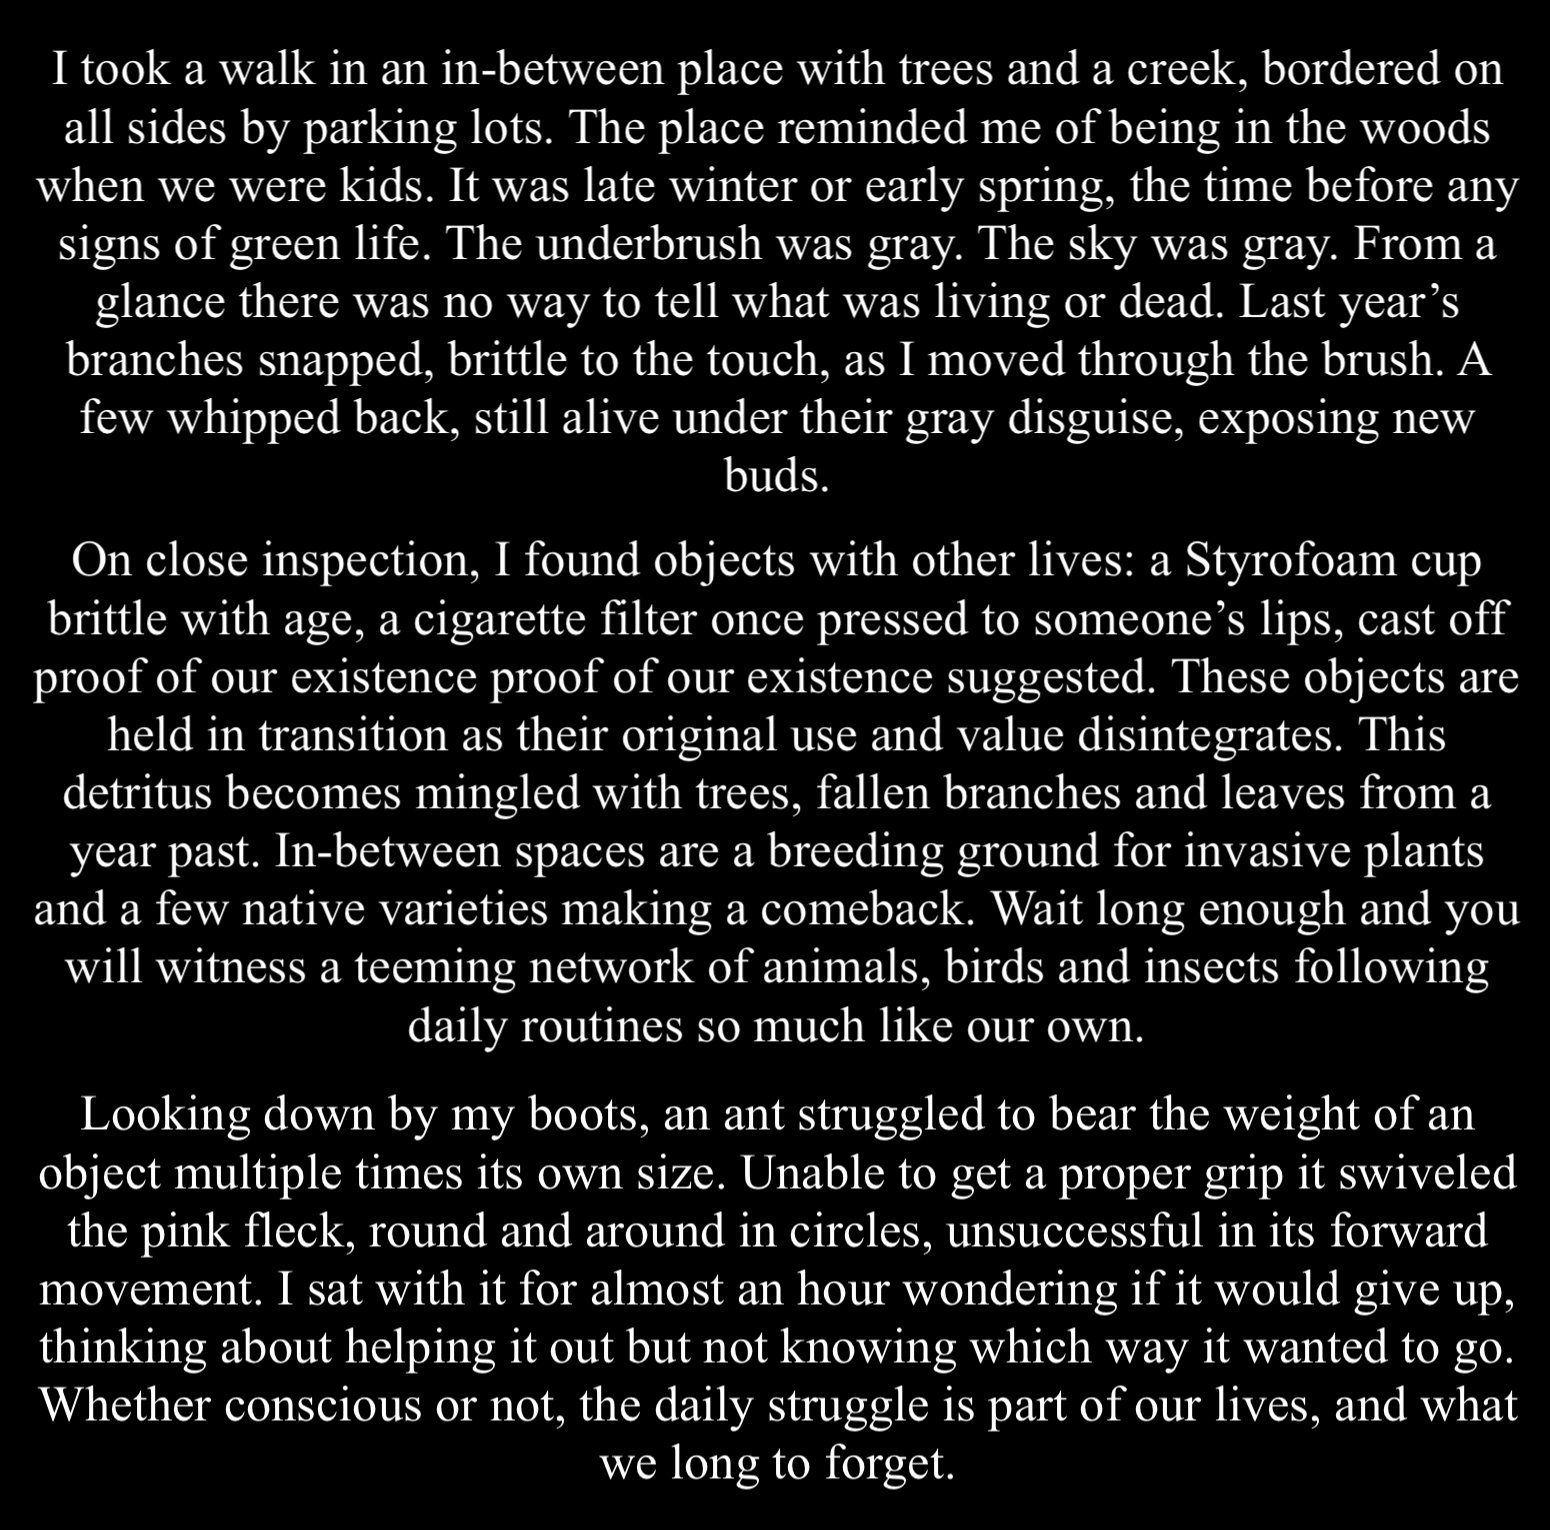 I took a walk in an in-between place with trees and a creek, bordered on
all sides by parking lots. The place reminded me of being in the woods
when we were kids. It was late winter or early spring, the time before any
signs of green life. The underbrush was gray. The sky was gray. From a
glance there was no way to tell what was living or dead. Last year’s
branches snapped, brittle to the touch, as I moved through the brush. A
few whipped back, still alive under their gray disguise, exposing new
buds.
On close inspection, I found objects with other lives: a Styrofoam cup
brittle with age, a cigarette filter once pressed to someone’s lips, cast off
proof of our existence proof of our existence suggested. These objects are
held in transition as their original use and value disintegrates. This
detritus becomes mingled with trees, fallen branches and leaves from a
year past. In-between spaces are a breeding ground for invasive plants
and a few native varieties making a comeback. Wait long enough and you
will witness a teeming network of animals, birds and insects following
daily routines so much like our own.
Looking down by my boots, an ant struggled to bear the weight of an
object multiple times its own size. Unable to get a proper grip it swiveled
the pink fleck, round and around in circles, unsuccessful in its forward
movement. I sat with it for almost an hour wondering if it would give up,
thinking about helping it out but not knowing which way it wanted to go.
Whether conscious or not, the daily struggle is part of our lives, and what
we long to forget.